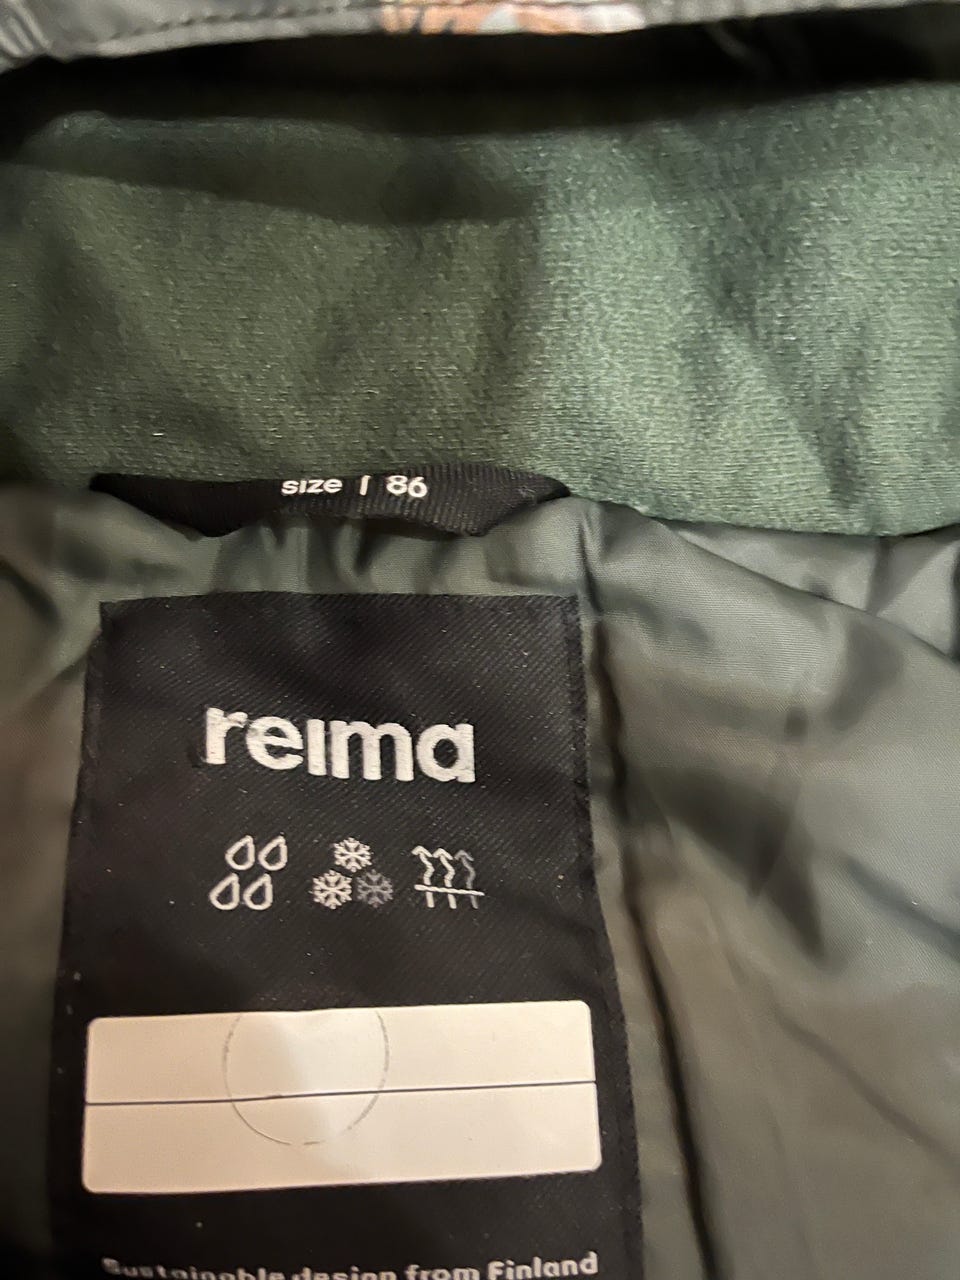 size | 86
reima
Sustainable design from Finland